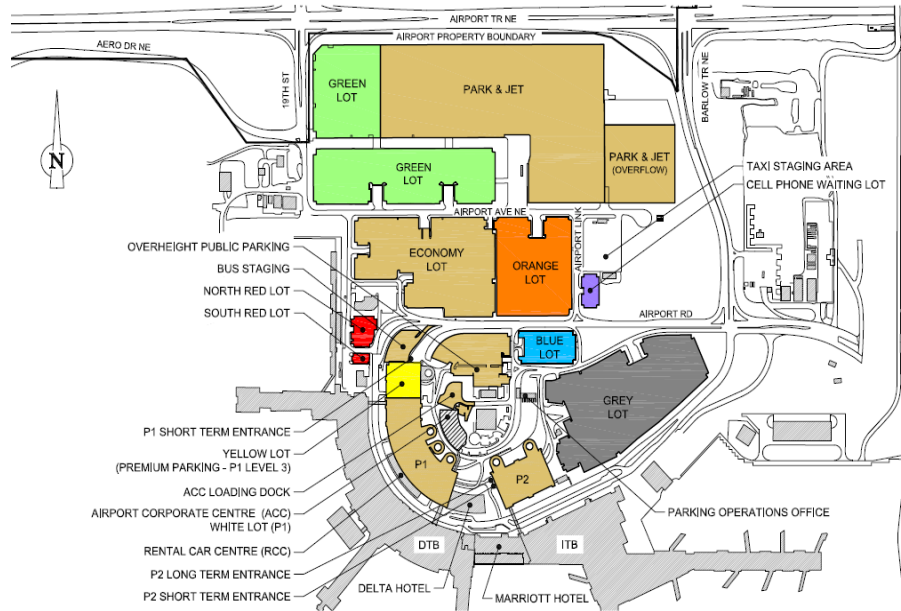 AIRPORT TR NE
AIRPORT PROPERTY BOUNDARY
AERO DR NE
19TH ST
BARLOW TR NE
GREEN
LOT
PARK & JET
GREEN
LOT
PARK & JET
(OVERFLOW)
TAXI STAGING AREA
CELL PHONE WAITING LOT
N
AIRPORT AVE NE
AIRPORT LINK
OVERHEIGHT PUBLIC PARKING
BUS STAGING
NORTH RED LOT
SOUTH RED LOT
ECONOMY
LOT
ORANGE
LOT
AIRPORT RD
BLUE
LOT
GREY
LOT
P1 SHORT TERM ENTRANCE
YELLOW LOT
(PREMIUM PARKING - P1 LEVEL 3)
ACC LOADING DOCK
AIRPORT CORPORATE CENTRE (ACC)
WHITE LOT (P1)
RENTAL CAR CENTRE (RCC)
P2 LONG TERM ENTRANCE
P2 SHORT TERM ENTRANCE
P1
P2
PARKING OPERATIONS OFFICE
DTB
ITB
DELTA HOTEL
MARRIOTT HOTEL